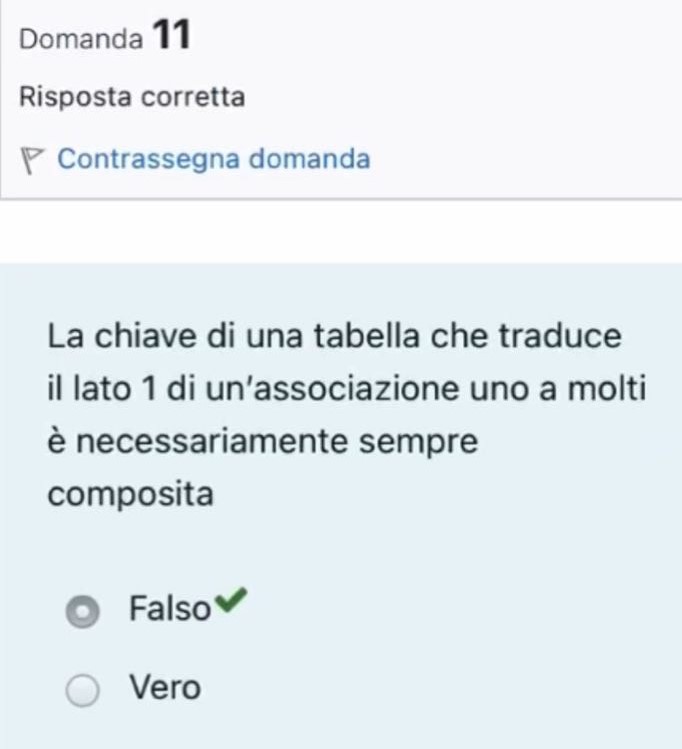 Domanda 11
Risposta corretta
Contrassegna domanda
La chiave di una tabella che traduce
il lato 1 di un'associazione uno a molti
è necessariamente sempre
composita
Falso
Vero